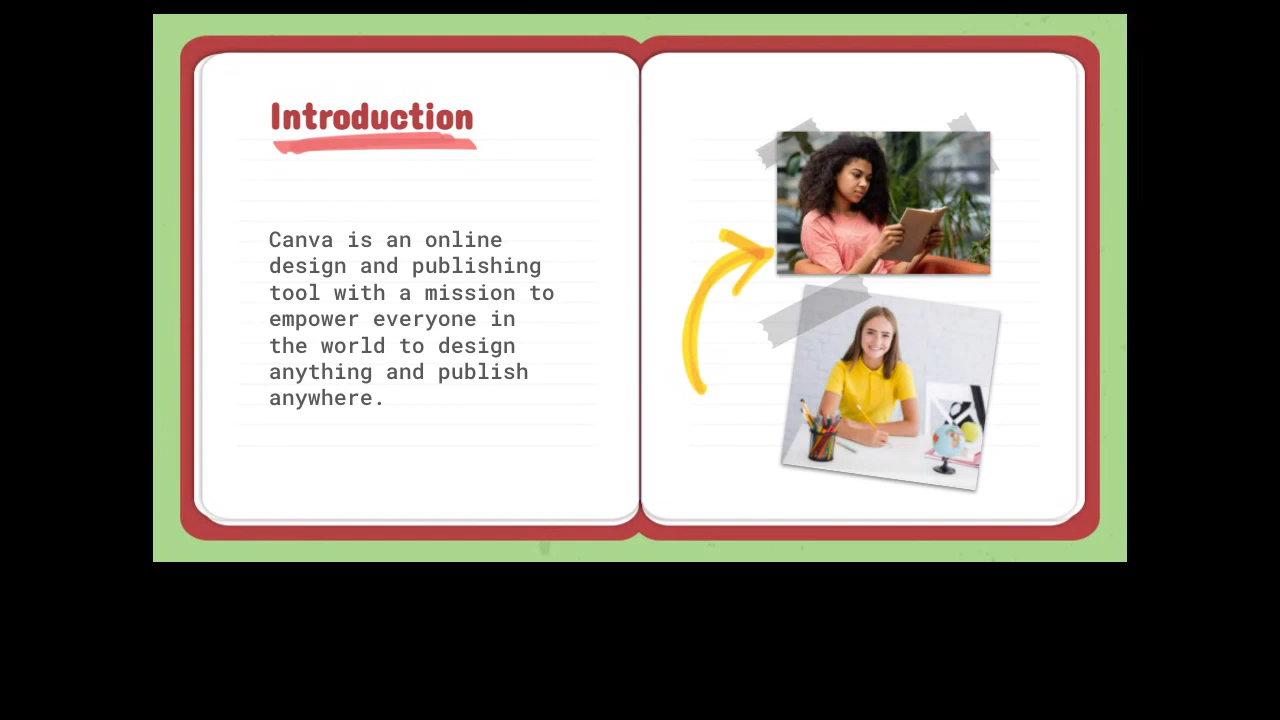 Introduction
Canva is an online
design and publishing
tool with a mission to
empower everyone in
the world to design
anything and publish
anywhere.